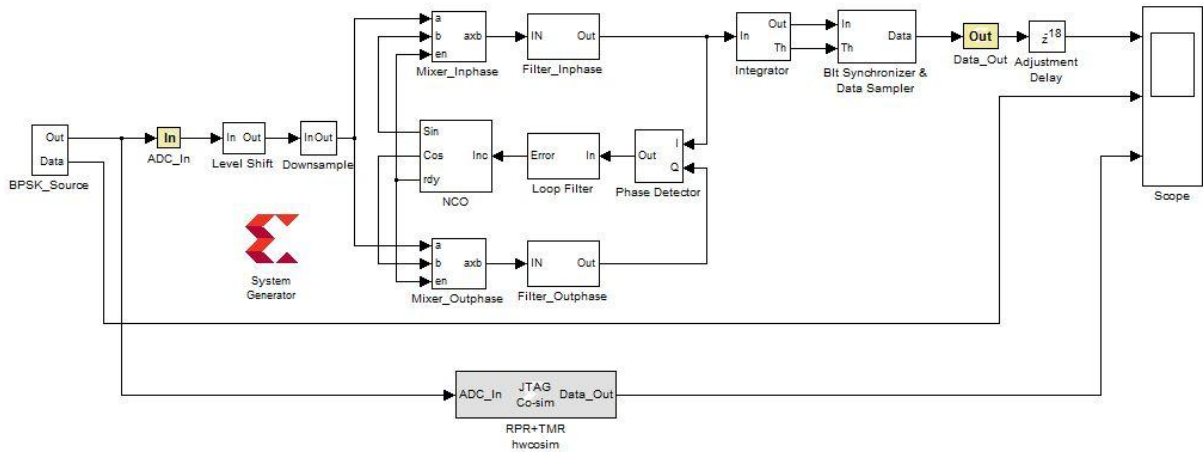 Out
Data
BPSK_Source
In
ADC_In
In Out
Level Shift
In Out
Downsample
System
Generator
a
b
en
axb
Mixer_Inphase
IN Out
Filter_Inphase
Sin
Cos
rdy
Inc
NCO
Error In
Loop Filter
Out
I
Q
Phase Detector
a
b
en
axb
Mixer_Outphase
IN Out
Filter_Outphase
In
Out
Th
Integrator
In
Th
Data
Bit Synchronizer &
Data Sampler
Out
Data_Out
z-18
Adjustment
Delay
Scope
ADC_In
JTAG
Co-sim
Data_Out
RPR+TMR
hwcosim